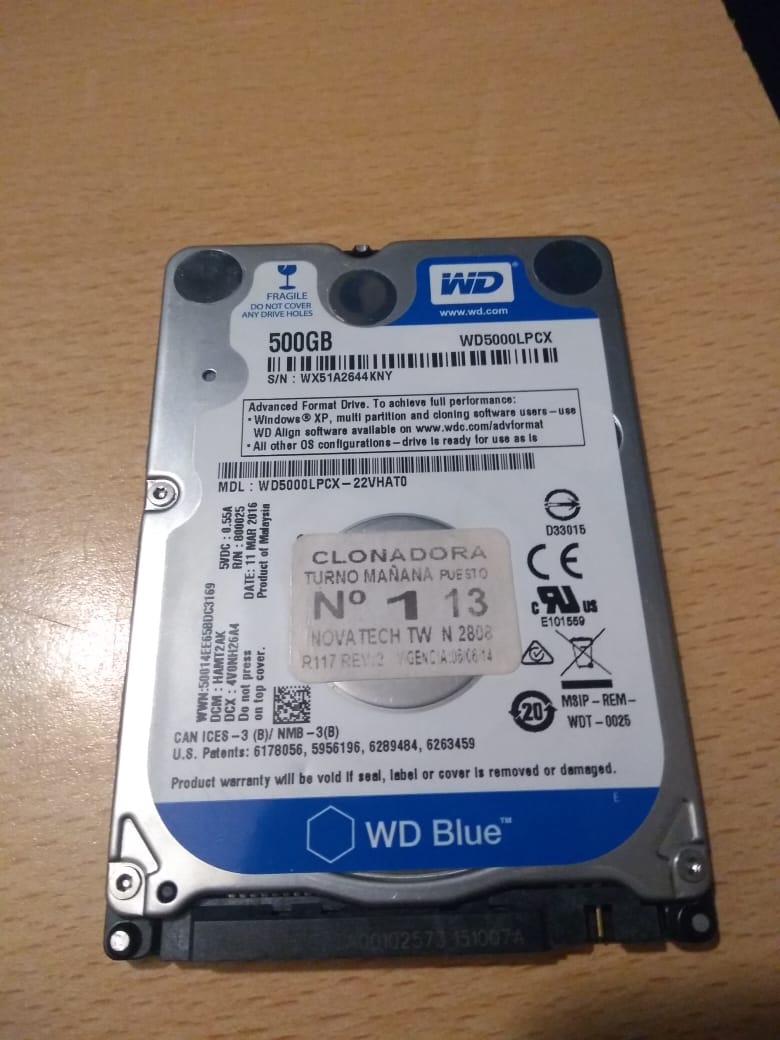 FRAGILE
DO NOT COVER
ANY DRIVE HOLES
WD®
www.wd.com
500GB
WD5000LPCX
S/N : WX51A2644KNY
Advanced Format Drive. To achieve full performance:
• Windows® XP, multi partition and cloning software users – use
WD Align software available on www.wdc.com/advformat
• All other OS configurations – drive is ready for use as is
MDL : WD5000LPCX-22VHAT0
5VDC : 0.55A
R/N : 800025
DATE: 11 MAR 2016
Product of Malaysia
WWN:50014EE65BDC3169
DCM : HAMT2AK
DCX : 4V0NH26A4
Do not press
on top cover.
CLONADORA
TURNO MAÑANA PUESTO
Nº 1 13
NOVATECH TW N 2808
R117 REV:2 VIGENCIA:06/06/14
D33015
CE
c RU US
E101559
20
MSIP-REM-
WDT-0025
CAN ICES-3 (B)/ NMB-3(B)
U.S. Patents: 6178056, 5956196, 6289484, 6263459
Product warranty will be void if seal, label or cover is removed or damaged.
E
WD Blue™
A00102573 151007A